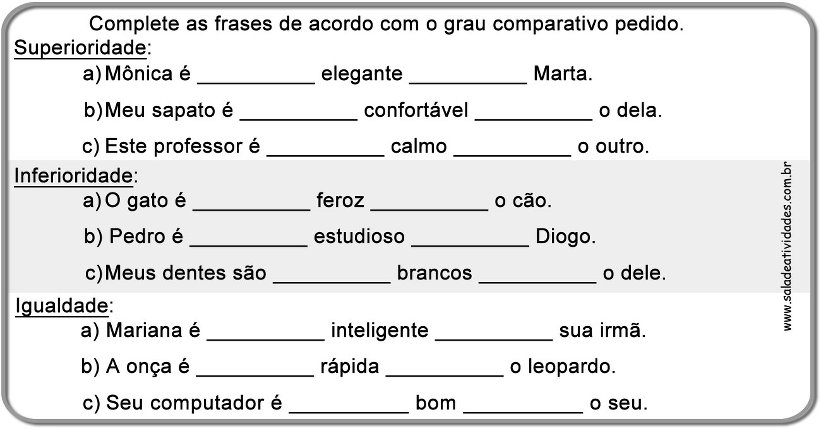 Complete as frases de acordo com o grau comparativo pedido.
Superioridade:
a) Mônica é __________ elegante __________ Marta.
b) Meu sapato é __________ confortável __________ o dela.
c) Este professor é __________ calmo __________ o outro.
Inferioridade:
a) O gato é __________ feroz __________ o cão.
b) Pedro é __________ estudioso __________ Diogo.
c) Meus dentes são __________ brancos __________ o dele.
Igualdade:
a) Mariana é __________ inteligente __________ sua irmã.
b) A onça é __________ rápida __________ o leopardo.
c) Seu computador é __________ bom __________ o seu.
www.saladeatividades.com.br